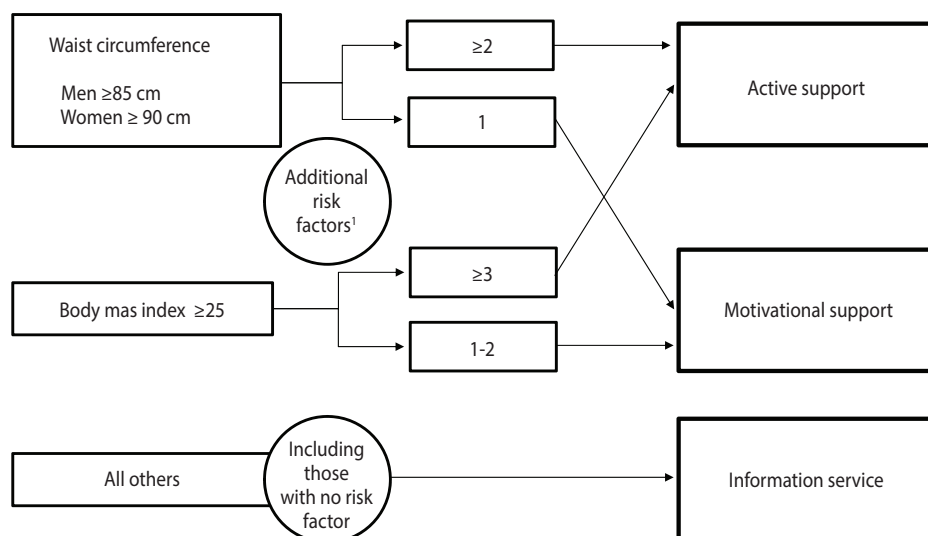 Waist circumference
Men ≥85 cm
Women ≥ 90 cm
≥2
1
Active support
Additional
risk
factors¹
≥3
Body mas index ≥25
1-2
Motivational support
All others
Including
those
with no risk
factor
Information service